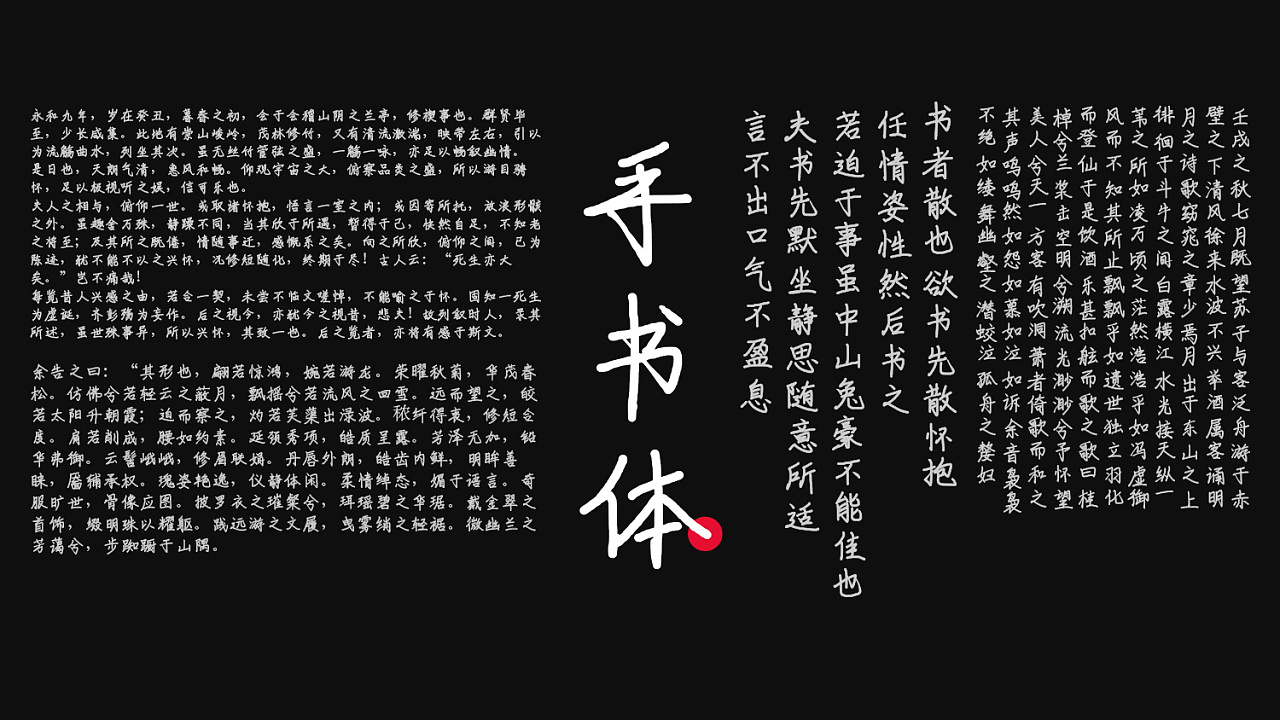 永和九年，岁在癸丑，暮春之初，会于会稽山阴之兰亭，修禊事也。群贤毕
至，少长咸集。此地有崇山峻岭，茂林修竹，又有清流激湍，映带左右，引以
为流觞曲水，列坐其次。虽无丝竹管弦之盛，一觞一咏，亦足以畅叙幽情。
是日也，天朗气清，惠风和畅。仰观宇宙之大，俯察品类之盛，所以游目骋
怀，足以极视听之娱，信可乐也。
夫人之相与，俯仰一世。或取诸怀抱，悟言一室之内；或因寄所托，放浪形骸
之外。虽趣舍万殊，静躁不同，当其欣于所遇，暂得于己，快然自足，不知老
之将至；及其所之既倦，情随事迁，感慨系之矣。向之所欣，俯仰之间，已为
陈迹，犹不能不以之兴怀，况修短随化，终期于尽！古人云：“死生亦大
矣。”岂不痛哉！
每览昔人兴感之由，若合一契，未尝不临文嗟悼，不能喻之于怀。固知一死生
为虚诞，齐彭殇为妄作。后之视今，亦犹今之视昔，悲夫！故列叙时人，录其
所述，虽世殊事异，所以兴怀，其致一也。后之览者，亦将有感于斯文。
余告之曰：“其形也，翩若惊鸿，婉若游龙。荣曜秋菊，华茂春
松。仿佛兮若轻云之蔽月，飘摇兮若流风之回雪。远而望之，皎
若太阳升朝霞；迫而察之，灼若芙蕖出渌波。秾纤得衷，修短合
度。肩若削成，腰如约素。延颈秀项，皓质呈露。芳泽无加，铅
华弗御。云髻峨峨，修眉联娟。丹唇外朗，皓齿内鲜，明眸善
睐，靥辅承权。瑰姿艳逸，仪静体闲。柔情绰态，媚于语言。奇
服旷世，骨像应图。披罗衣之璀粲兮，珥瑶碧之华琚。戴金翠之
首饰，缀明珠以耀躯。践远游之文履，曳雾绡之轻裾。微幽兰之
芳蔼兮，步踟蹰于山隅。
手书体
壬戌之秋七月既望苏子与客泛舟游于赤
壁之下清风徐来水波不兴举酒属客诵明
月之诗歌窈窕之章少焉月出于东山之上
徘徊于斗牛之间白露横江水光接天纵一
苇之所如凌万顷之茫然浩浩乎如冯虚御
风而不知其所止飘飘乎如遗世独立羽化
而登仙于是饮酒乐甚扣舷而歌之歌曰桂
棹兮兰桨击空明兮溯流光渺渺兮予怀望
美人兮天一方客有吹洞萧者倚歌而和之
其声呜呜然如怨如慕如泣如诉余音袅袅
不绝如缕舞幽壑之潜蛟泣孤舟之嫠妇
书者散也欲书先散怀抱
任情姿性然后书之
若迫于事虽中山兔豪不能佳也
夫书先默坐静思随意所适
言不出口气不盈息